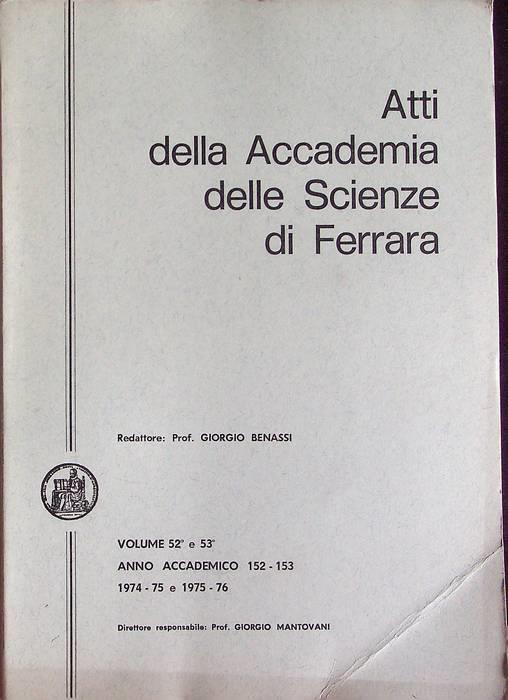 Atti
della Accademia
delle Scienze
di Ferrara
Redattore: Prof. GIORGIO BENASSI
VOLUME 52° e 53°
ANNO ACCADEMICO 152 - 153
1974 - 75 e 1975 - 76
Direttore responsabile: Prof. GIORGIO MANTOVANI